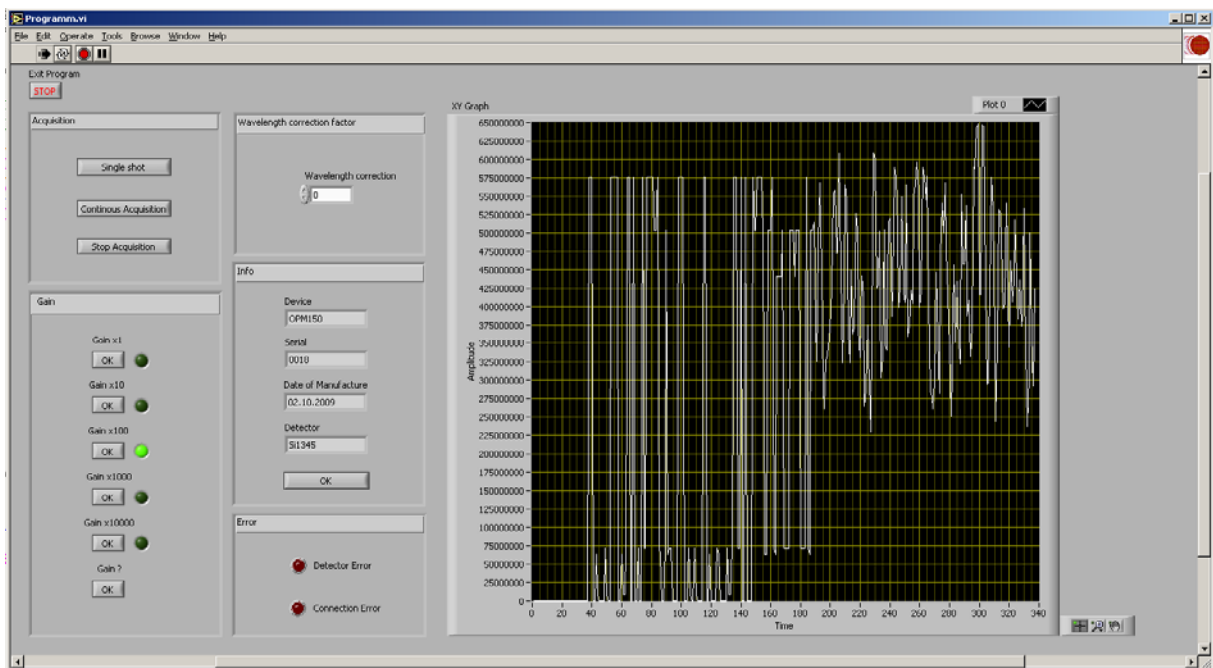 Programm.vi
File Edit Operate Tools Browse Window Help
Exit Program
STOP
Acquisition
Single shot
Continous Acquisition
Stop Acquisition
Gain
Gain x1
OK
Gain x10
OK
Gain x100
OK
Gain x1000
OK
Gain x10000
OK
Gain ?
OK
Wavelength correction factor
Wavelength correction
0
Info
Device
OPM150
Serial
0018
Date of Manufacture
02.10.2009
Detector
Si1345
OK
Error
Detector Error
Connection Error
XY Graph
Plot 0
Amplitude
650000000
625000000
600000000
575000000
550000000
525000000
500000000
475000000
450000000
425000000
400000000
375000000
350000000
325000000
300000000
275000000
250000000
225000000
200000000
175000000
150000000
125000000
100000000
75000000
50000000
25000000
0
0 20 40 60 80 100 120 140 160 180 200 220 240 260 280 300 320 340
Time